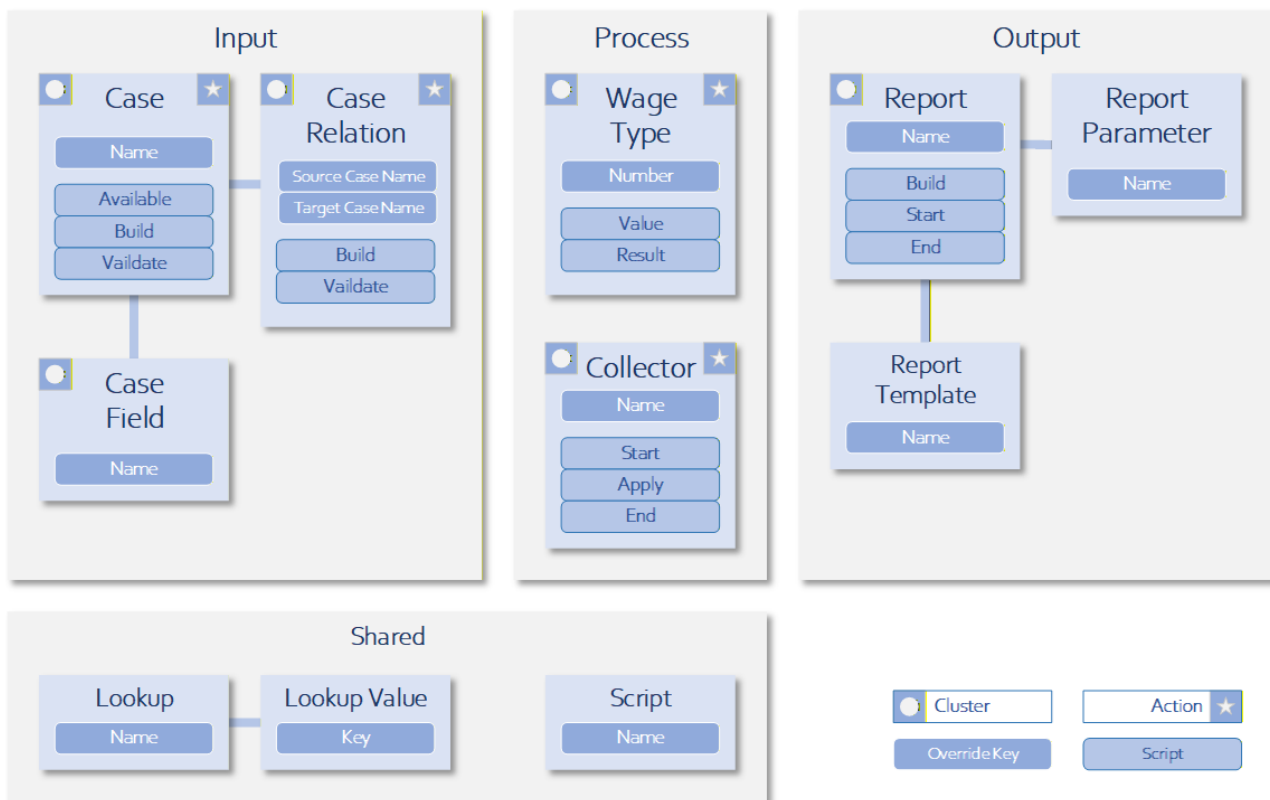 Input
Case
Name
Available
Build
Vaildate
Case
Relation
Source Case Name
Target Case Name
Build
Vaildate
Case
Field
Name
Process
Wage
Type
Number
Value
Result
Collector
Name
Start
Apply
End
Output
Report
Name
Build
Start
End
Report
Parameter
Name
Report
Template
Name
Shared
Lookup
Name
Lookup Value
Key
Script
Name
Cluster
Action
Override Key
Script